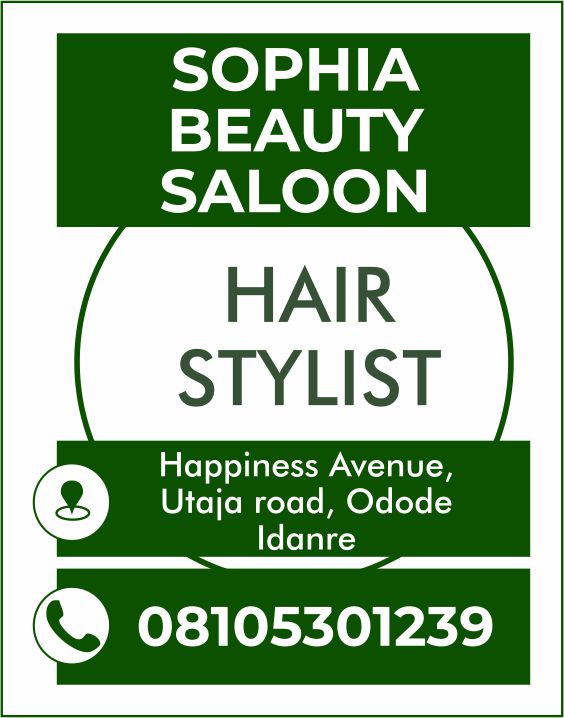 SOPHIA
BEAUTY
SALOON
HAIR
STYLIST
Happiness Avenue,
Utaja road, Odode
Idanre
08105301239